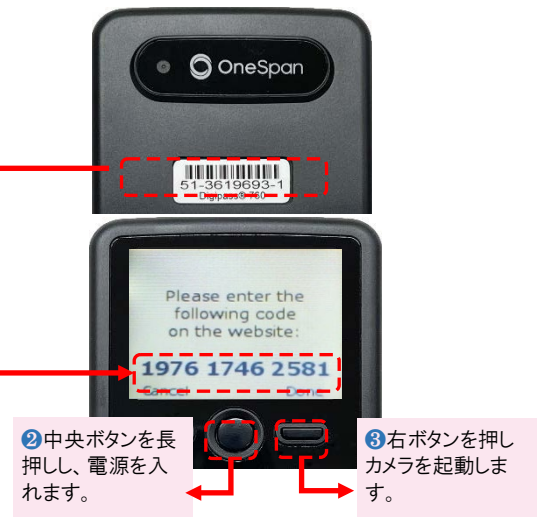 OneSpan
51-3619693-1
Digipass® 760
Please enter the
following code
on the website:
1976 1746 2581
Cancel
Done
❷中央ボタンを長
押しし、電源を入
れます。
❸右ボタンを押し
カメラを起動しま
す。